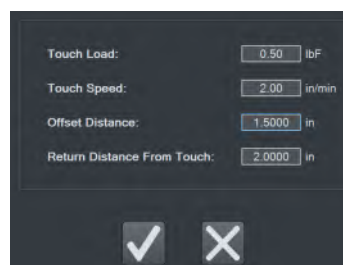 Touch Load: 0.50 lbF
Touch Speed: 2.00 in/min
Offset Distance: 1.5000 in
Return Distance From Touch: 2.0000 in